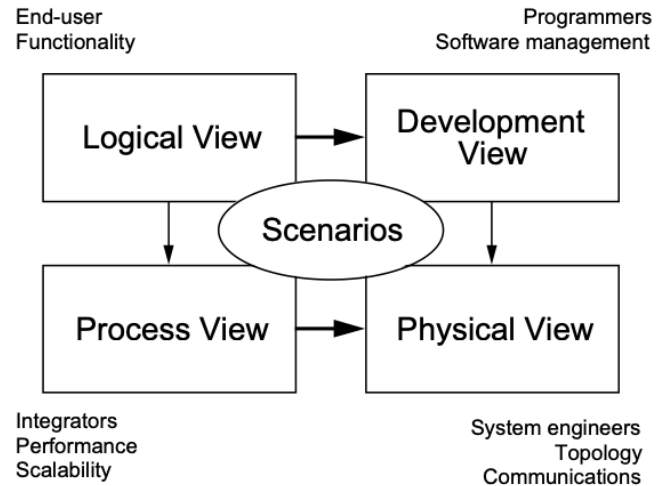 End-user
Functionality
Programmers
Software management
Logical View
Development
View
Scenarios
Process View
Physical View
Integrators
Performance
Scalability
System engineers
Topology
Communications